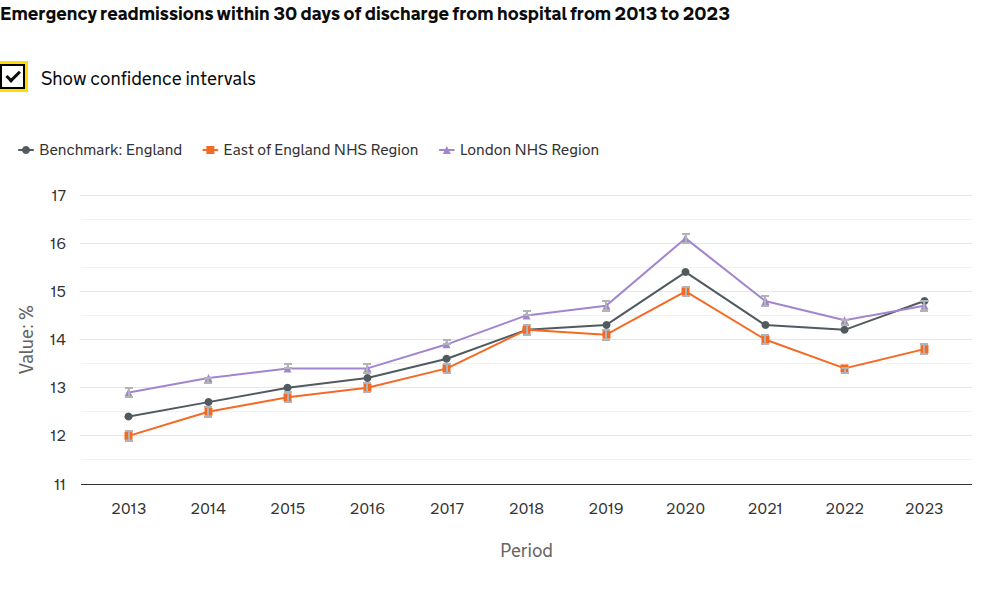 Emergency readmissions within 30 days of discharge from hospital from 2013 to 2023
Show confidence intervals
Benchmark: England East of England NHS Region London NHS Region
17
16
15
14
13
12
11
Value: %
2013 2014 2015 2016 2017 2018 2019 2020 2021 2022 2023
Period